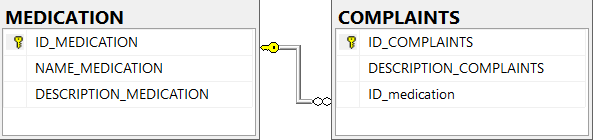 MEDICATION
ID_MEDICATION
NAME_MEDICATION
DESCRIPTION_MEDICATION
COMPLAINTS
ID_COMPLAINTS
DESCRIPTION_COMPLAINTS
ID_medication